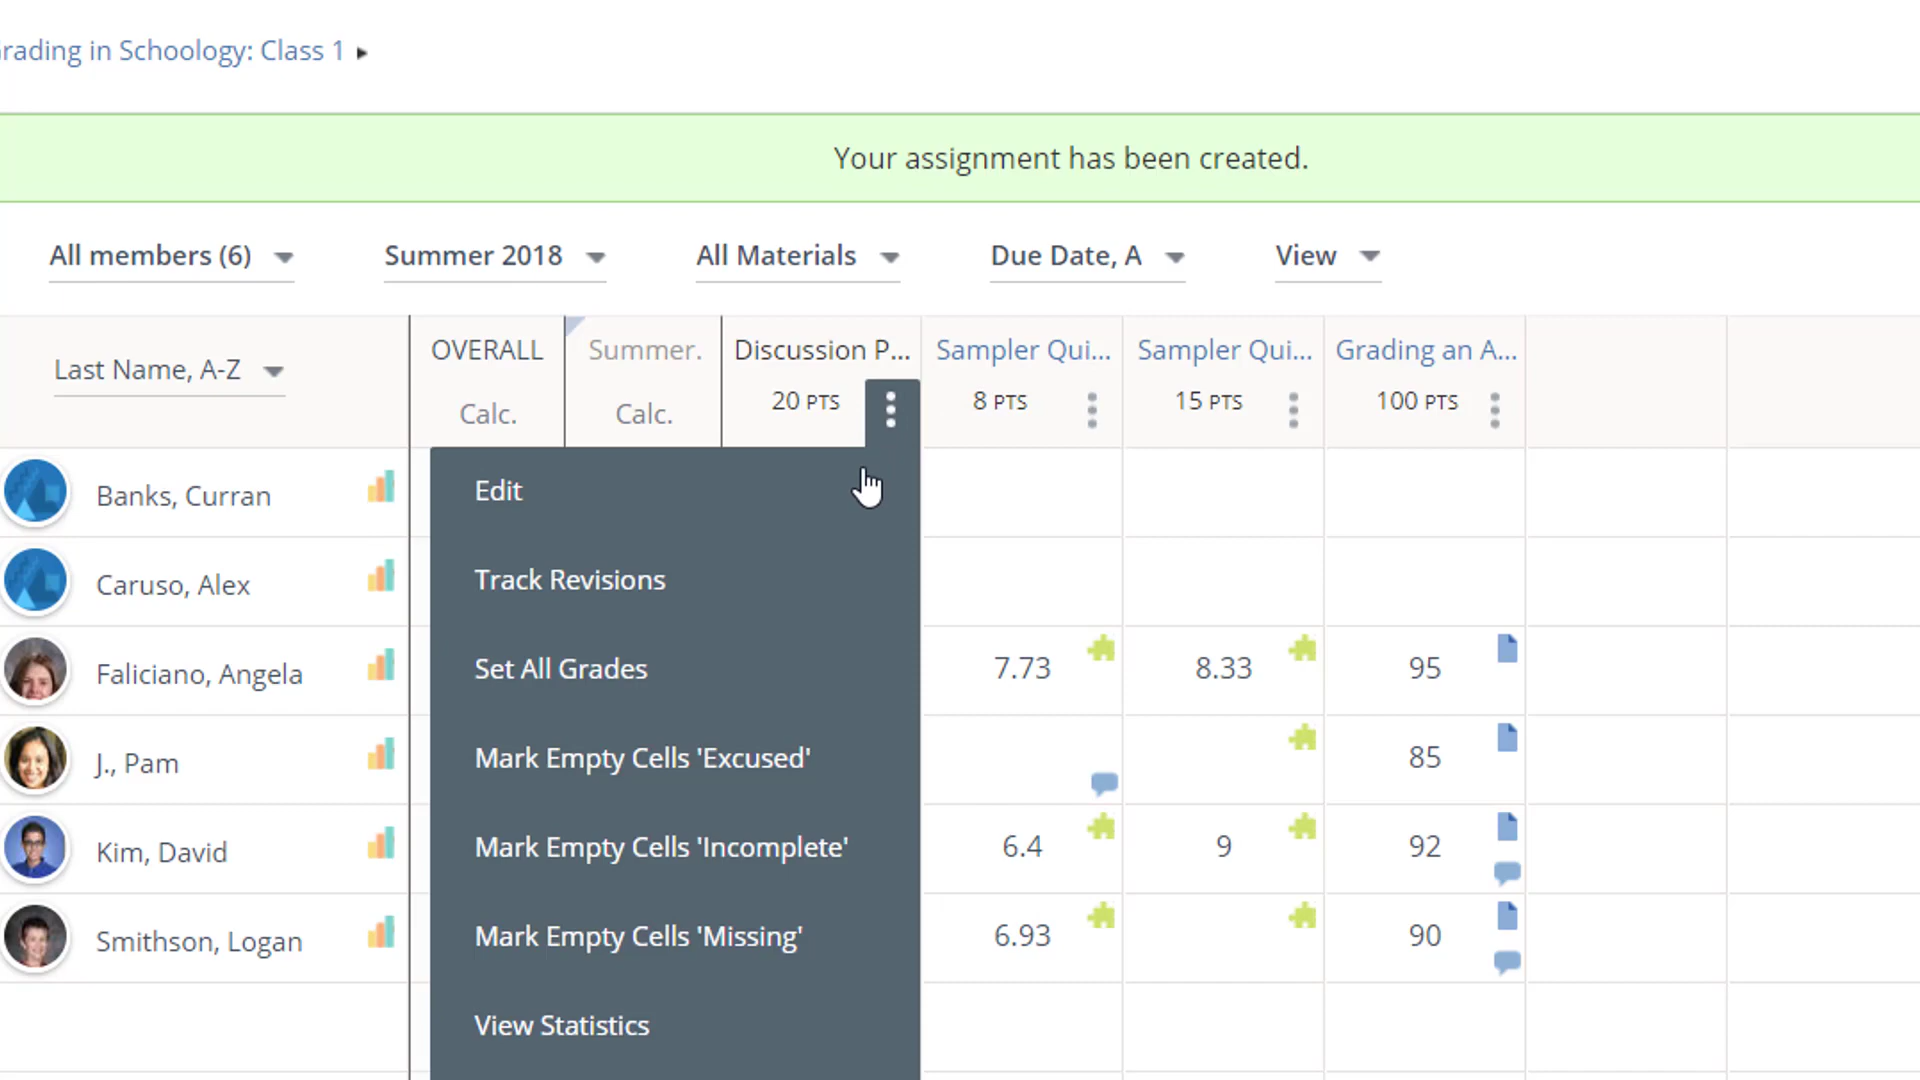 rading in Schoology: Class 1
Your assignment has been created.
All members (6) Summer 2018 All Materials Due Date, A View
Last Name, A-Z OVERALL Summer. Discussion P... Sampler Qui... Sampler Qui... Grading an A...
Calc. Calc. 20 PTS 8 PTS 15 PTS 100 PTS
Banks, Curran Edit
Caruso, Alex Track Revisions
Faliciano, Angela Set All Grades 7.73 8.33 95
J., Pam Mark Empty Cells 'Excused' 85
Kim, David Mark Empty Cells 'Incomplete' 6.4 9 92
Smithson, Logan Mark Empty Cells 'Missing' 6.93 90
View Statistics